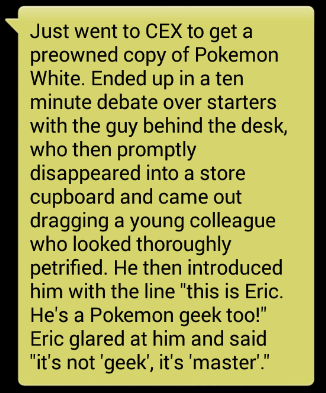 Just went to CEX to get a
preowned copy of Pokemon
White. Ended up in a ten
minute debate over starters
with the guy behind the desk,
who then promptly
disappeared into a store
cupboard and came out
dragging a young colleague
who looked thoroughly
petrified. He then introduced
him with the line "this is Eric.
He's a Pokemon geek too!"
Eric glared at him and said
"it's not 'geek', it's 'master'."